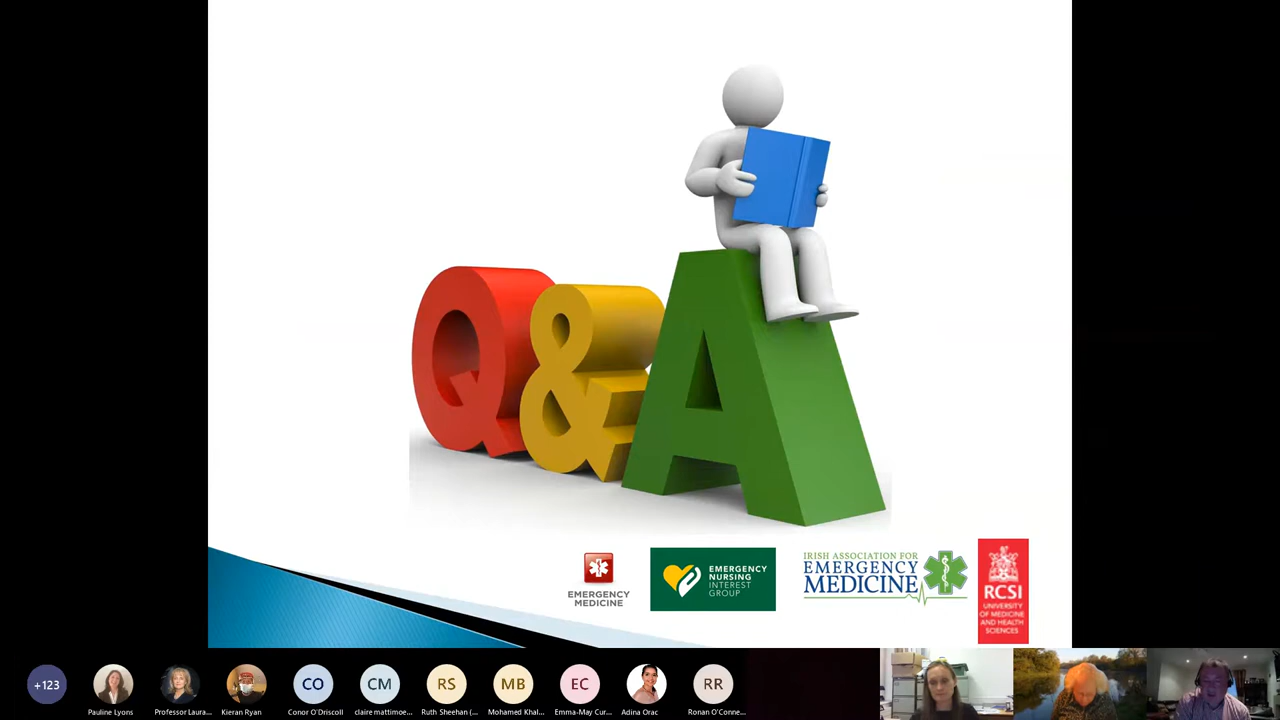 Q&A
EMERGENCY
MEDICINE
EMERGENCY
NURSING
INTEREST
GROUP
IRISH ASSOCIATION FOR
EMERGENCY
MEDICINE
RCSI
UNIVERSITY
OF MEDICINE
AND HEALTH
SCIENCES
+123
CO
CM
RS
MB
EC
RR
Pauline Lyons
Professor Laura...
Kieran Ryan
Conor O'Driscoll
claire mattimoe...
Ruth Sheehan (...
Mohamed Khal...
Emma-May Cur...
Adina Orac
Ronan O'Conne...